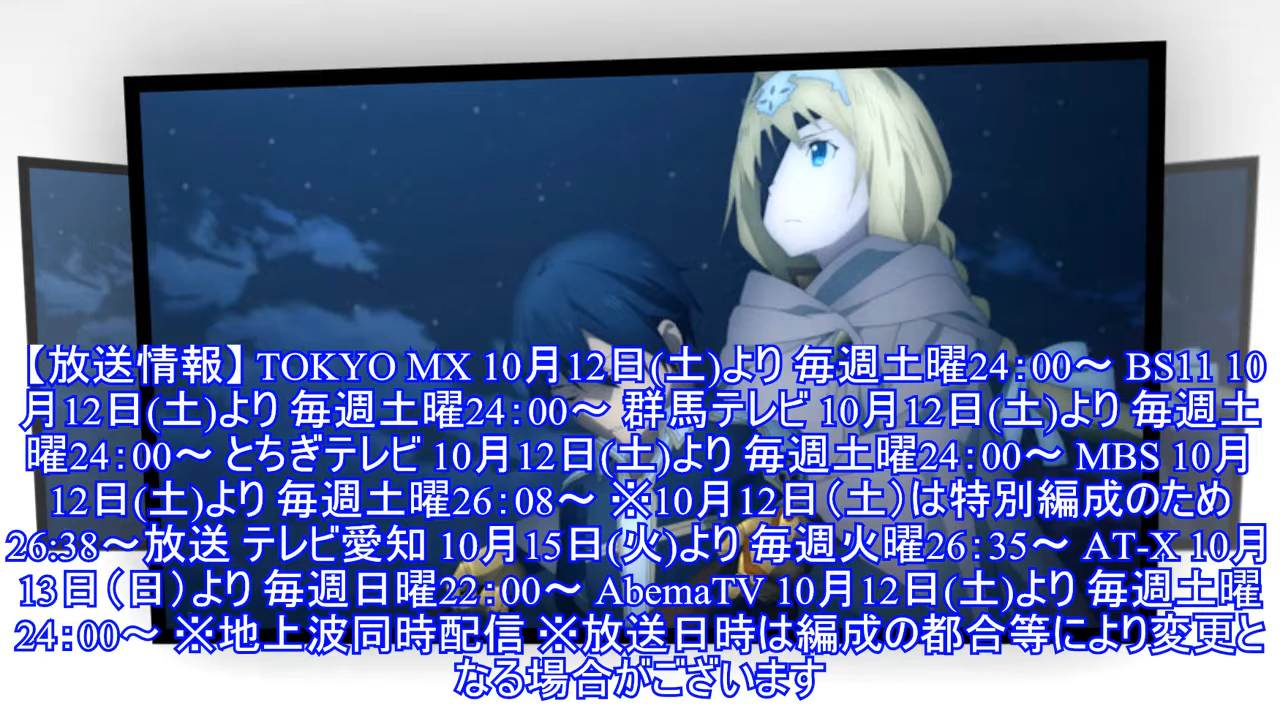 【放送情報】 TOKYO MX 10月12日(土)より 毎週土曜24：00～ BS11 10
月12日(土)より 毎週土曜24：00～ 群馬テレビ 10月12日(土)より 毎週土
曜24：00～ とちぎテレビ 10月12日(土)より 毎週土曜24：00～ MBS 10月
12日(土)より 毎週土曜26：08～ ※10月12日（土）は特別編成のため
26:38～放送 テレビ愛知 10月15日(火)より 毎週火曜26：35～ AT-X 10月
13日（日）より 毎週日曜22：00～ AbemaTV 10月12日(土)より 毎週土曜
24：00～ ※地上波同時配信 ※放送日時は編成の都合等により変更と
なる場合がございます